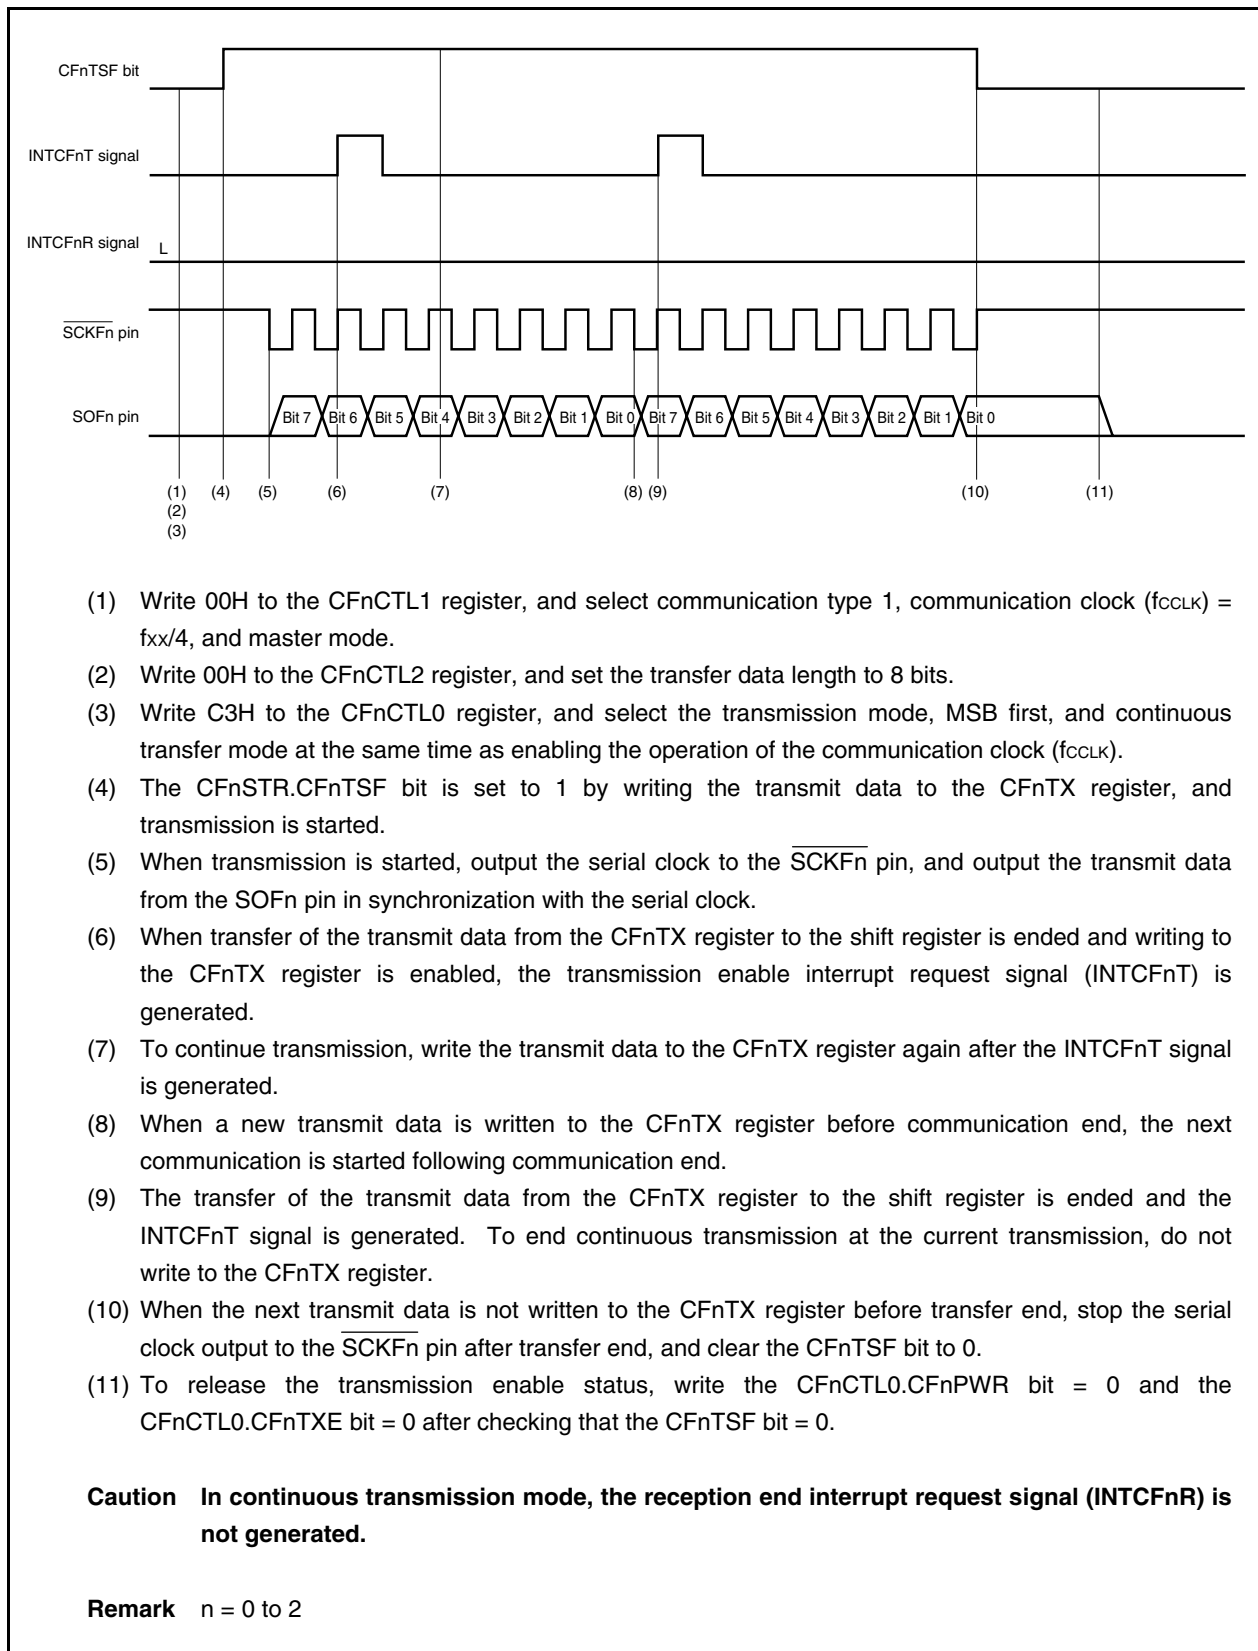 CFnTSF bit
INTCFnT signal
INTCFnR signal L
SCKFn pin
SOFn pin Bit 7 Bit 6 Bit 5 Bit 4 Bit 3 Bit 2 Bit 1 Bit 0 Bit 7 Bit 6 Bit 5 Bit 4 Bit 3 Bit 2 Bit 1 Bit 0
(1) (4) (5) (6) (7) (8) (9) (10) (11)
(2)
(3)
(1) Write 00H to the CFnCTL1 register, and select communication type 1, communication clock (fCCLK) =
fxx/4, and master mode.
(2) Write 00H to the CFnCTL2 register, and set the transfer data length to 8 bits.
(3) Write C3H to the CFnCTL0 register, and select the transmission mode, MSB first, and continuous
transfer mode at the same time as enabling the operation of the communication clock (fCCLK).
(4) The CFnSTR.CFnTSF bit is set to 1 by writing the transmit data to the CFnTX register, and
transmission is started.
(5) When transmission is started, output the serial clock to the SCKFn pin, and output the transmit data
from the SOFn pin in synchronization with the serial clock.
(6) When transfer of the transmit data from the CFnTX register to the shift register is ended and writing to
the CFnTX register is enabled, the transmission enable interrupt request signal (INTCFnT) is
generated.
(7) To continue transmission, write the transmit data to the CFnTX register again after the INTCFnT signal
is generated.
(8) When a new transmit data is written to the CFnTX register before communication end, the next
communication is started following communication end.
(9) The transfer of the transmit data from the CFnTX register to the shift register is ended and the
INTCFnT signal is generated. To end continuous transmission at the current transmission, do not
write to the CFnTX register.
(10) When the next transmit data is not written to the CFnTX register before transfer end, stop the serial
clock output to the SCKFn pin after transfer end, and clear the CFnTSF bit to 0.
(11) To release the transmission enable status, write the CFnCTL0.CFnPWR bit = 0 and the
CFnCTL0.CFnTXE bit = 0 after checking that the CFnTSF bit = 0.
Caution In continuous transmission mode, the reception end interrupt request signal (INTCFnR) is
not generated.
Remark n = 0 to 2